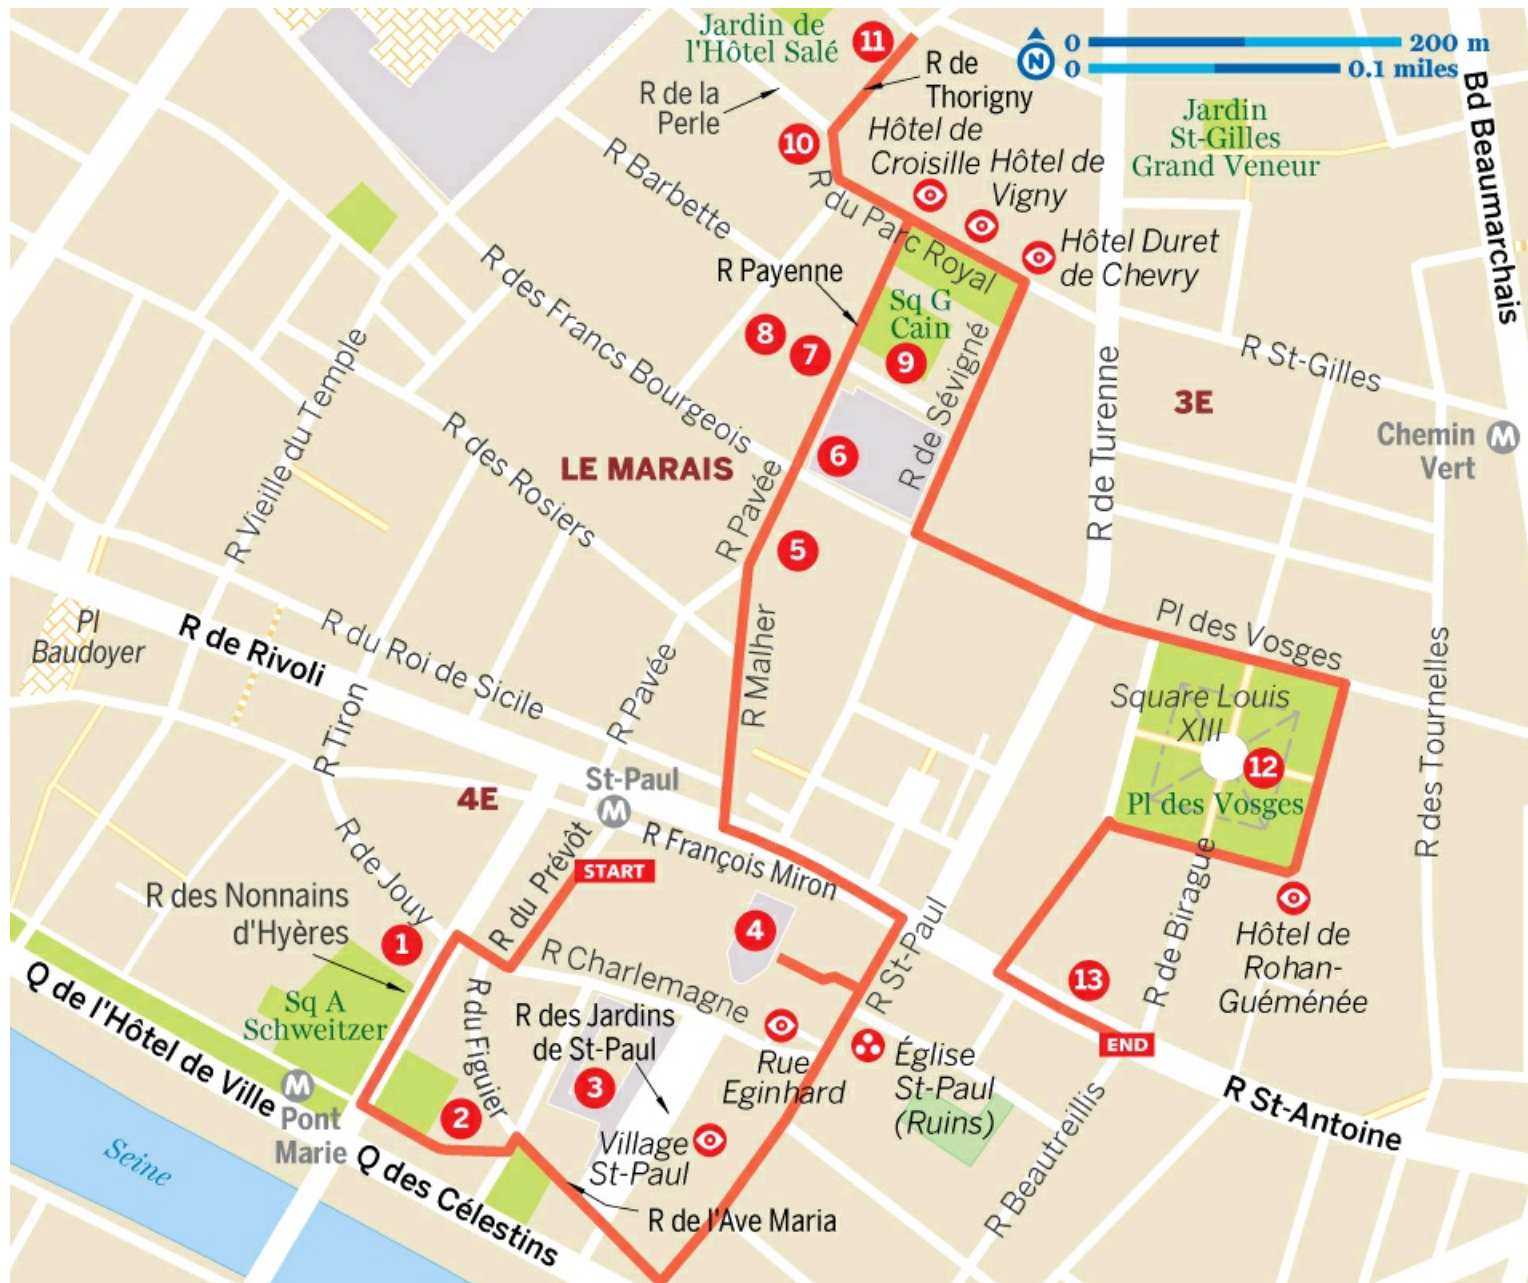 Jardin de
l'Hôtel Salé
11
R de
Thorigny
R de la
Perle
10
N
0
200 m
0
0.1 miles
Bd Beaumarchais
Jardin
St-Gilles
Grand Veneur
Hôtel de
Croisille
Hôtel de
Vigny
Hôtel Duret
de Chevry
R Barbette
R du Parc Royal
R Payenne
Sq G
Cain
8
7
9
R des Francs Bourgeois
R de Sévigné
R de Turenne
R St-Gilles
3E
Chemin
Vert
M
R Vieille du Temple
R des Rosiers
LE MARAIS
R Pavée
6
5
Pl
Baudoyer
R de Rivoli
R du Roi de Sicile
R Tiron
R Pavée
R Malher
Pl des Vosges
Square Louis
XIII
12
Pl des Vosges
R des Tournelles
4E
St-Paul
M
R du Prévôt
START
R François Miron
R de Jouy
R des Nonnains
d'Hyères
1
4
R St-Paul
R de Birague
Hôtel de
Rohan-
Guéménée
13
END
R Charlemagne
R du Figuier
Sq A
Schweitzer
R des Jardins
de St-Paul
3
Rue
Eginhard
Église
St-Paul
(Ruins)
R St-Antoine
R Beautreillis
Q de l'Hôtel de Ville
M
Pont
Marie
2
Village
St-Paul
Seine
Q des Célestins
R de l'Ave Maria